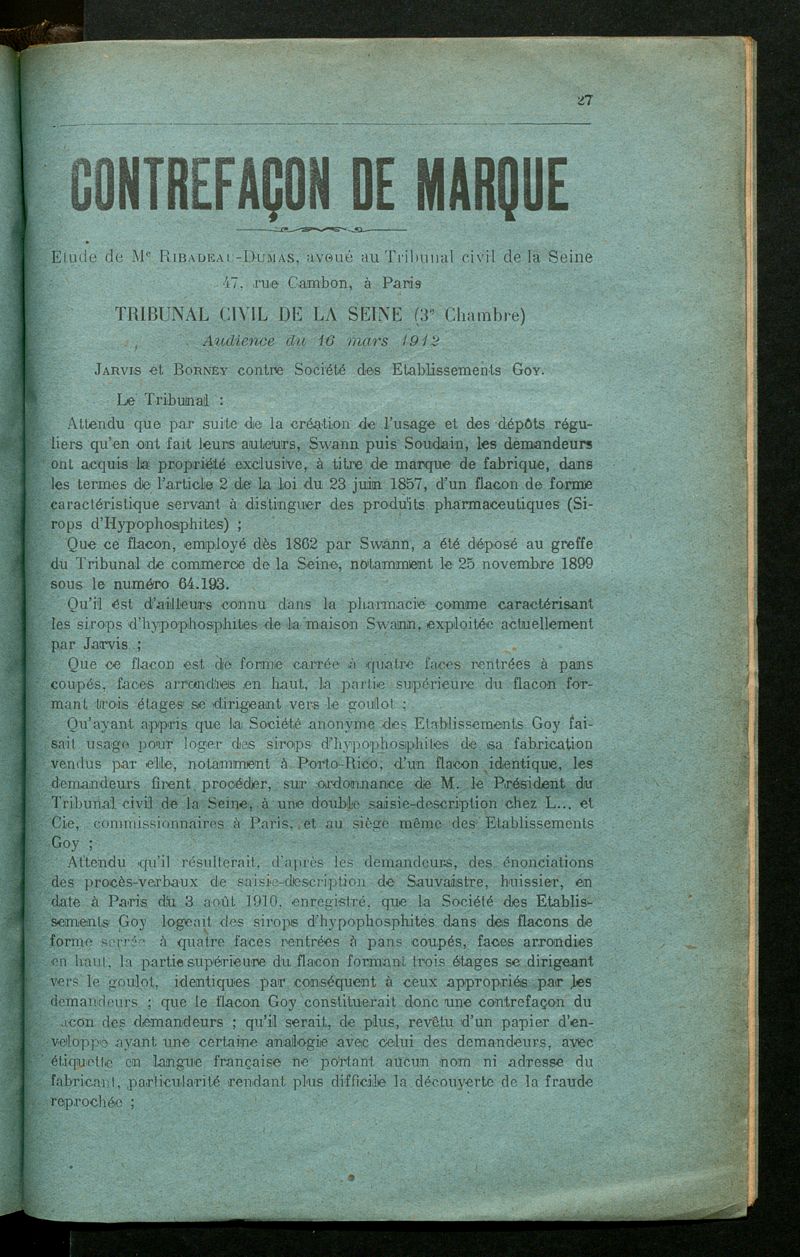 27
CONTREFAÇON DE MARQUE
Etude de Me RIBADEAU-DUMAS, avoué au Tribunal civil de la Seine
47, rue Cambon, à Paris
TRIBUNAL CIVIL DE LA SEINE (3e Chambre)
Audience du 16 mars 1912
JARVIS et BORNEY contre Société des Etablissements GOY.
Le Tribunal :
Attendu que par suite de la création de l'usage et des dépôts régu-
liers qu'en ont fait leurs auteurs, Swann puis Soudain, les demandeurs
ont acquis la propriété exclusive, à titre de marque de fabrique, dans
les termes de l'article 2 de la loi du 23 juin 1857, d'un flacon de forme
caractéristique servant à distinguer des produits pharmaceutiques (Si-
rops d'Hypophosphites) ;
Que ce flacon, employé dès 1862 par Swann, a été déposé au greffe
du Tribunal de commerce de la Seine, notamment le 25 novembre 1899
sous le numéro 64.193.
Qu'il est d'ailleurs connu dans la pharmacie comme caractérisant
les sirops d'hypophosphites de la maison Swann, exploitée actuellement
par Jarvis ;
Que ce flacon est de forme carrée à quatre faces rentrées à pans
coupés, faces arrondies en haut, la partie supérieure du flacon for-
mant trois étages se dirigeant vers le goulot ;
Qu'ayant appris que la Société anonyme des Etablissements Goy fai-
sait usage pour loger des sirops d'hypophosphites de sa fabrication
vendus par elle, notamment à Porto-Rico, d'un flacon identique, les
demandeurs firent procéder, sur ordonnance de M. le Président du
Tribunal civil de la Seine, à une double saisie-description chez L... et
Cie, commissionnaires à Paris, et au siège même des Etablissements
Goy ;
Attendu qu'il résulterait, d'après les demandeurs, des énonciations
des procès-verbaux de saisie-description de Sauvaistre, huissier, en
date à Paris du 3 août 1910, enregistré, que la Société des Etablis-
sements Goy logeait des sirops d'hypophosphites dans des flacons de
forme serrée à quatre faces rentrées à pans coupés, faces arrondies
en haut, la partie supérieure du flacon formant trois étages se dirigeant
vers le goulot, identiques par conséquent à ceux appropriés par les
demandeurs ; que le flacon Goy constituerait donc une contrefaçon du
acon des demandeurs ; qu'il serait, de plus, revêtu d'un papier d'en-
veloppe ayant une certaine analogie avec celui des demandeurs, avec
étiquette en langue française ne portant aucun nom ni adresse du
fabricant, particularité rendant plus difficile la découverte de la fraude
reprochée ;